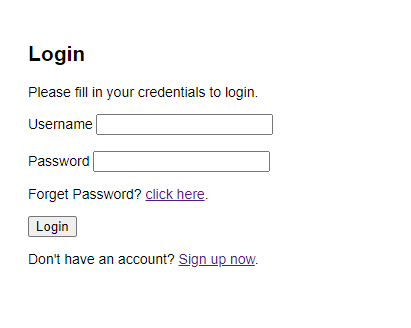 Login
Please fill in your credentials to login.
Username
Password
Forget Password? click here.
Login
Don't have an account? Sign up now.